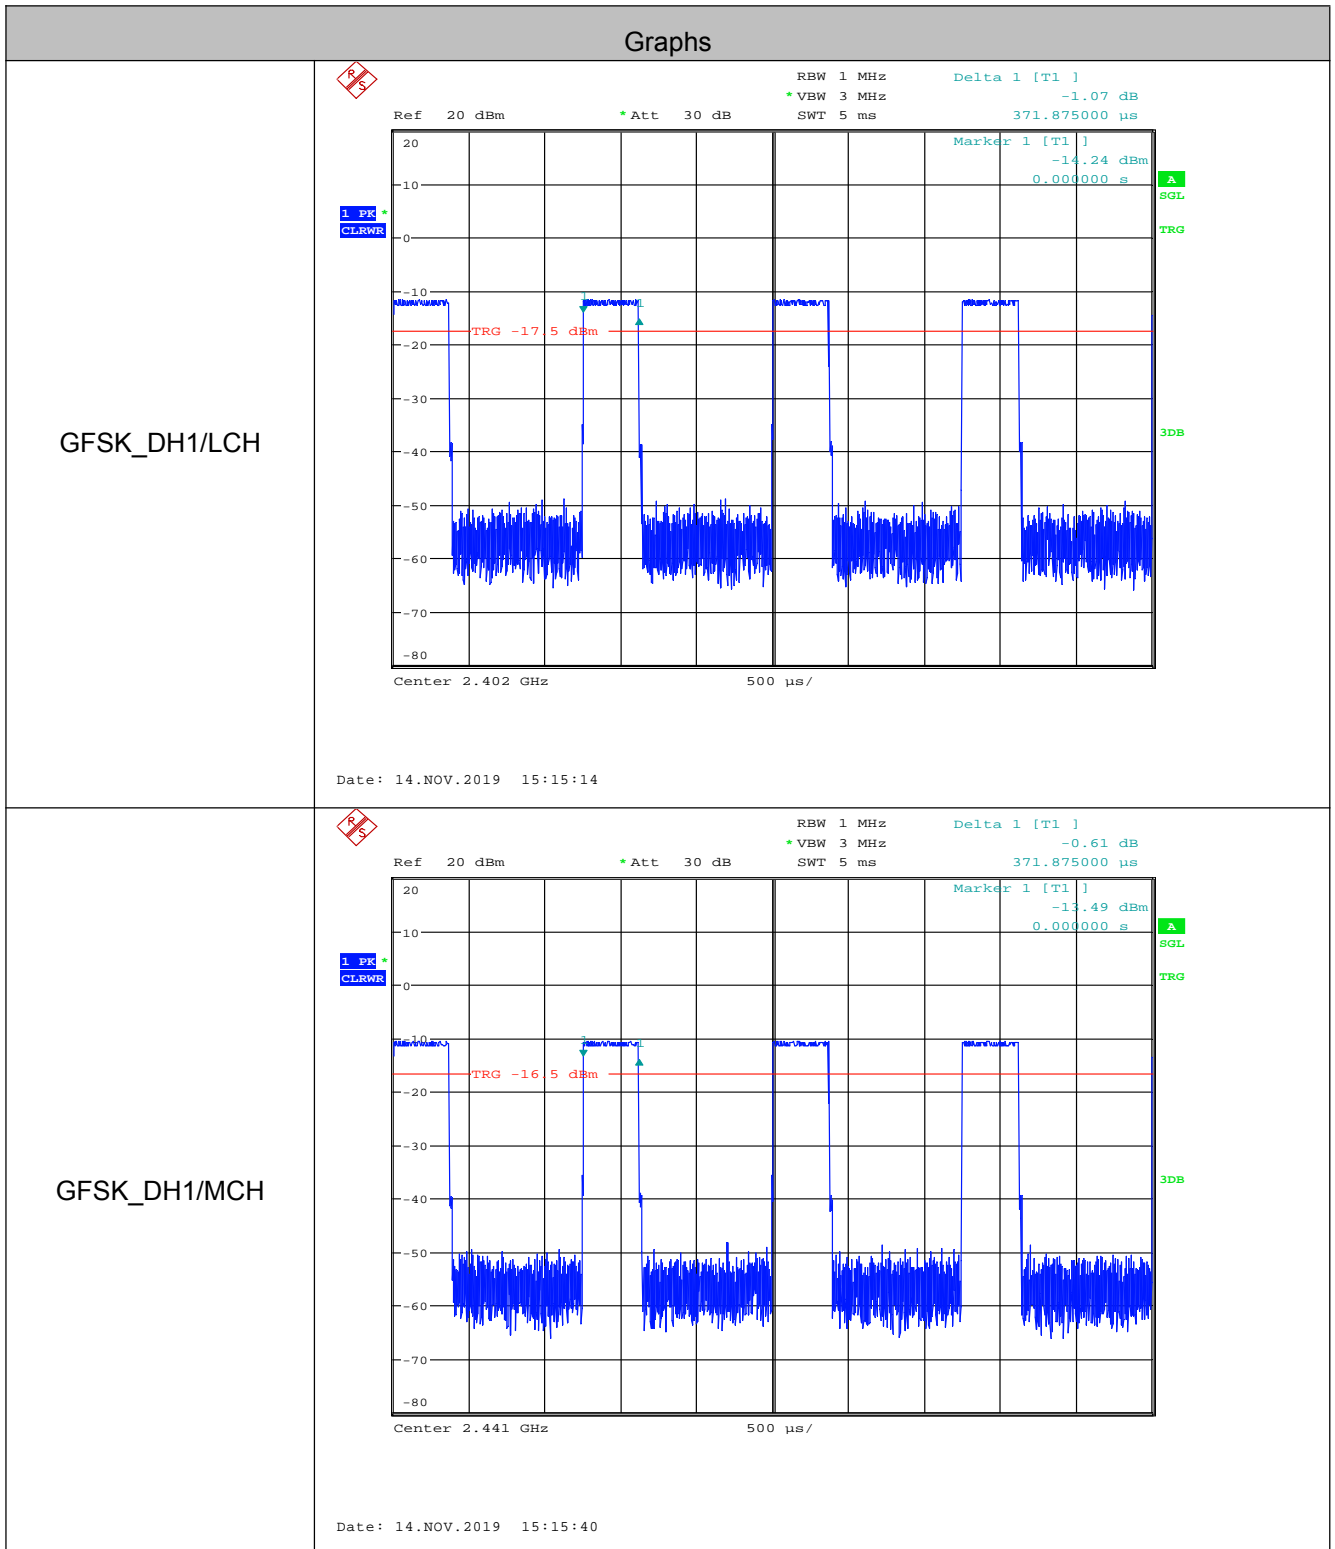 Graphs
GFSK_DH1/LCH
R S
RBW 1 MHz
Delta 1 [T1 ]
* VBW 3 MHz
-1.07 dB
Ref 20 dBm
* Att 30 dB
SWT 5 ms
371.875000 µs
20
Marker 1 [T1 ]
-14.24 dBm
0.000000 s
A
SGL
10
1 PK *
CLRWR
TRG
0
-10
1
1
TRG -17.5 dBm
-20
-30
3DB
-40
-50
-60
-70
-80
Center 2.402 GHz
500 µs/
Date: 14.NOV.2019 15:15:14
GFSK_DH1/MCH
R S
RBW 1 MHz
Delta 1 [T1 ]
* VBW 3 MHz
-0.61 dB
Ref 20 dBm
* Att 30 dB
SWT 5 ms
371.875000 µs
20
Marker 1 [T1 ]
-13.49 dBm
0.000000 s
A
SGL
10
1 PK *
CLRWR
TRG
0
-10
1
1
TRG -16.5 dBm
-20
-30
3DB
-40
-50
-60
-70
-80
Center 2.441 GHz
500 µs/
Date: 14.NOV.2019 15:15:40